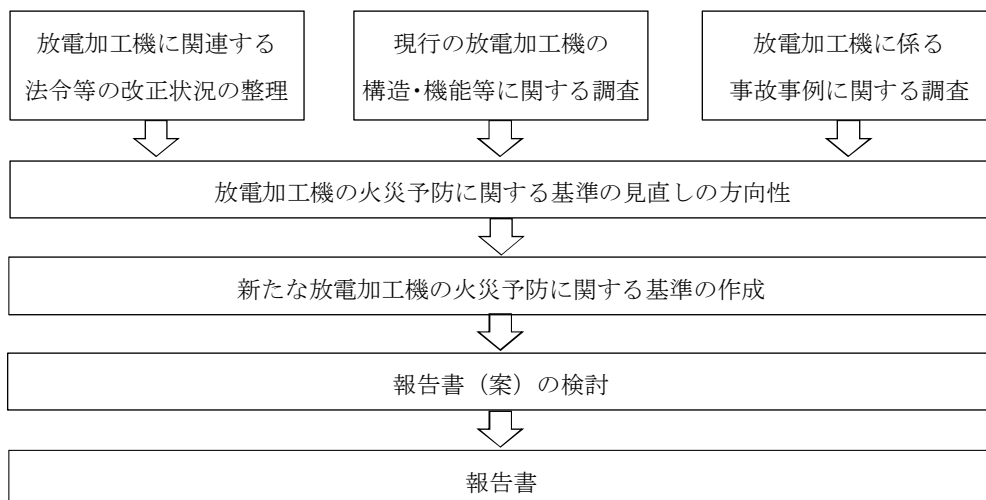 放電加工機に関連する
法令等の改正状況の整理
現行の放電加工機の
構造・機能等に関する調査
放電加工機に係る
事故事例に関する調査
放電加工機の火災予防に関する基準の見直しの方向性
新たな放電加工機の火災予防に関する基準の作成
報告書（案）の検討
報告書